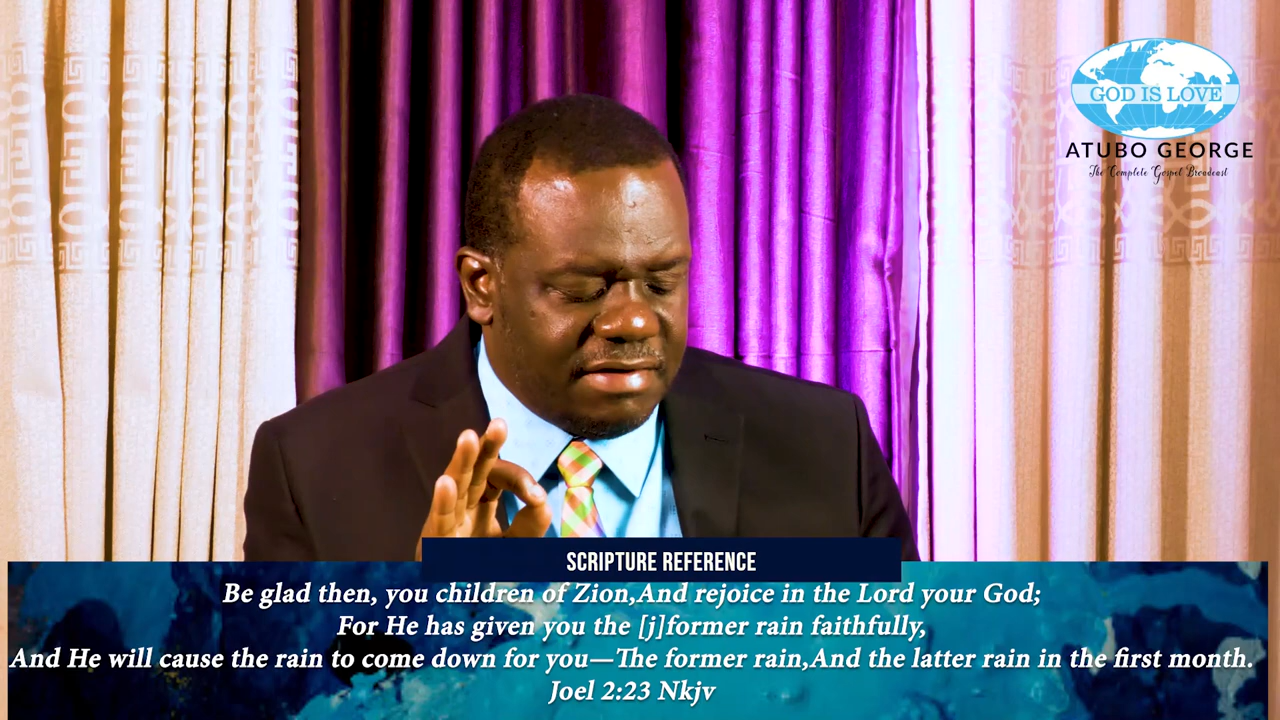 GOD IS LOVE
ATUBO GEORGE
The Complete Gospel Broadcast
SCRIPTURE REFERENCE
Be glad then, you children of Zion,And rejoice in the Lord your God;
For He has given you the [j]former rain faithfully,
And He will cause the rain to come down for you—The former rain,And the latter rain in the first month.
Joel 2:23 Nkjv